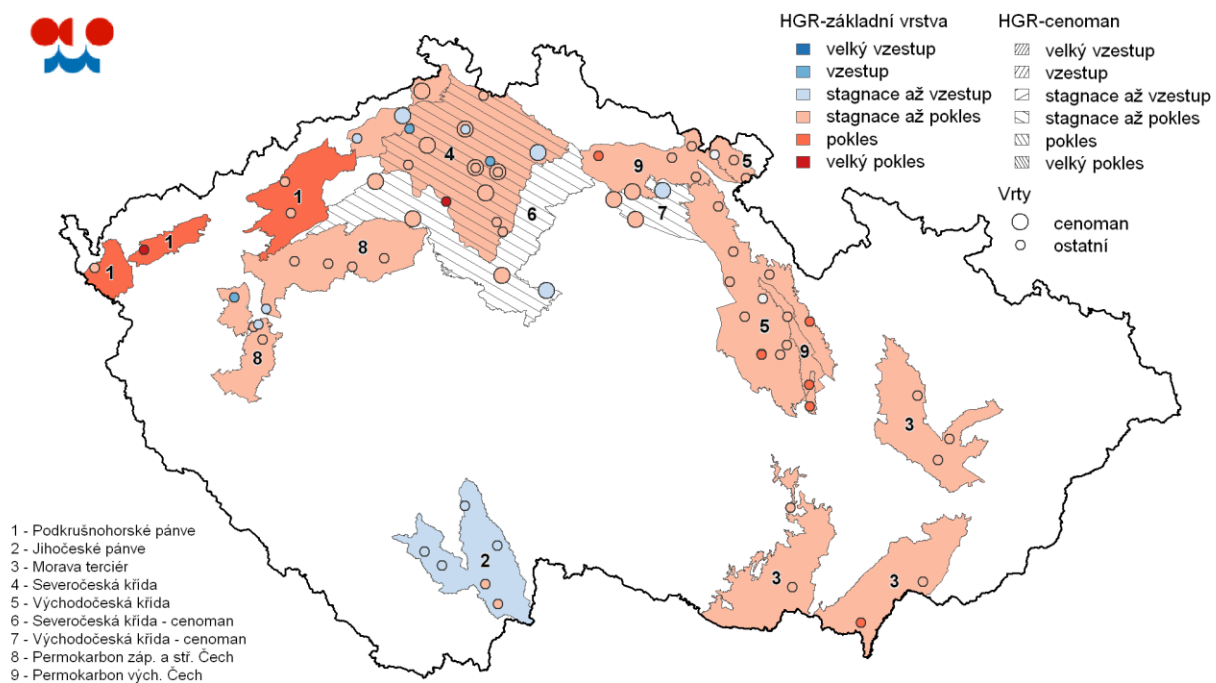 HGR-základní vrstva
velký vzestup
vzestup
stagnace až vzestup
stagnace až pokles
pokles
velký pokles
HGR-cenoman
velký vzestup
vzestup
stagnace až vzestup
stagnace až pokles
pokles
velký pokles
Vrty
cenoman
ostatní
4
9
5
1
6
7
1
8
1
5
9
8
3
2
3
3
1 - Podkrušnohorské pánve
2 - Jihočeské pánve
3 - Morava terciér
4 - Severočeská křída
5 - Východočeská křída
6 - Severočeská křída - cenoman
7 - Východočeská křída - cenoman
8 - Permokarbon záp. a stř. Čech
9 - Permokarbon vých. Čech